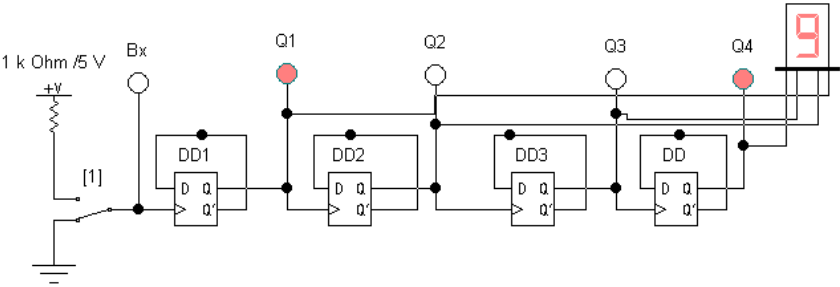 1 k Ohm /5 V
+V
[1]
Bx
Q1
Q2
Q3
Q4
9
DD1
DD2
DD3
DD
D Q
Q'
D Q
Q'
D Q
Q'
D Q
Q'